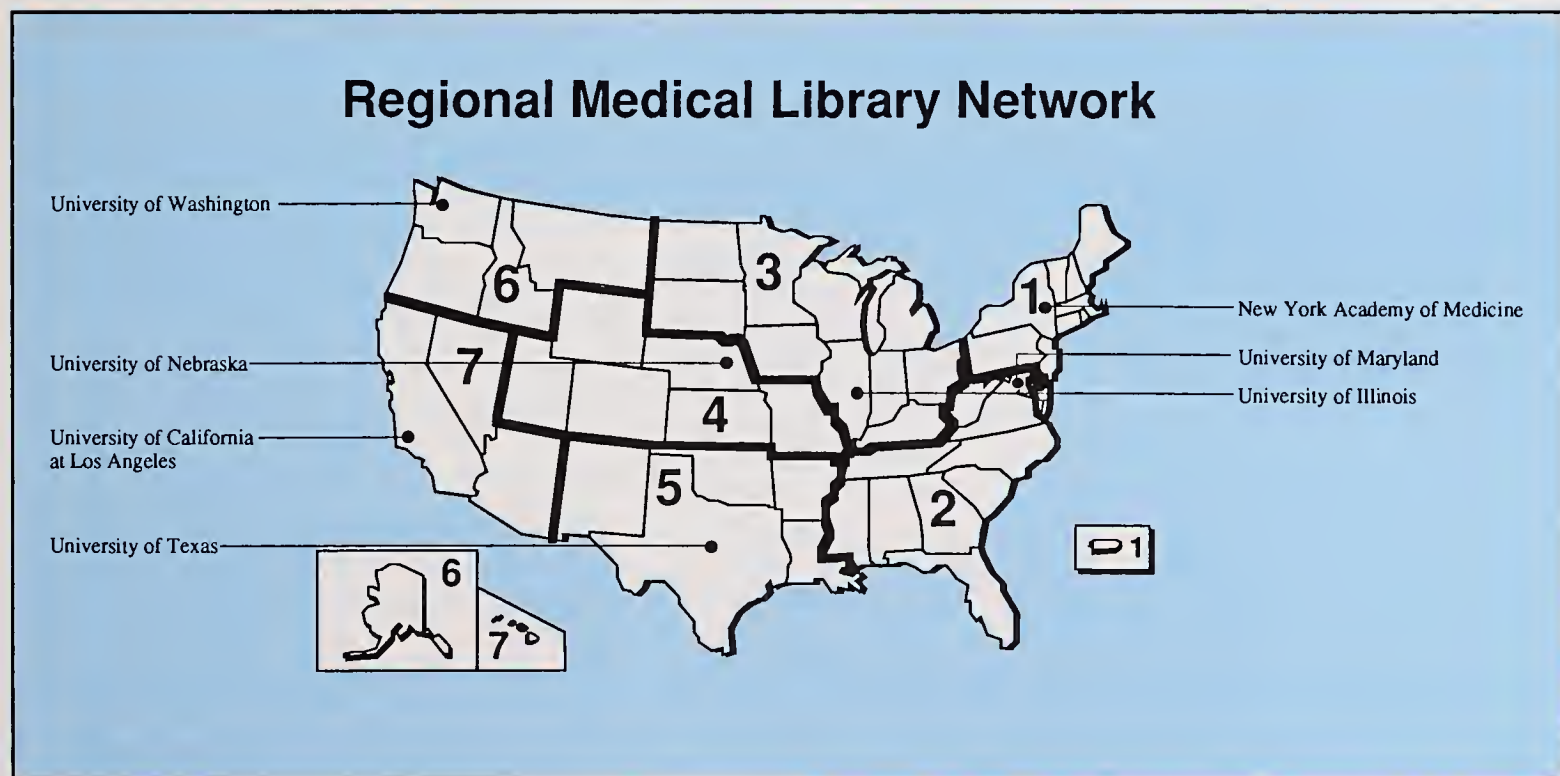 Regional Medical Library Network
University of Washington
University of Nebraska
University of California
at Los Angeles
University of Texas
New York Academy of Medicine
University of Maryland
University of Illinois
1
2
3
4
5
6
7
6
7
1